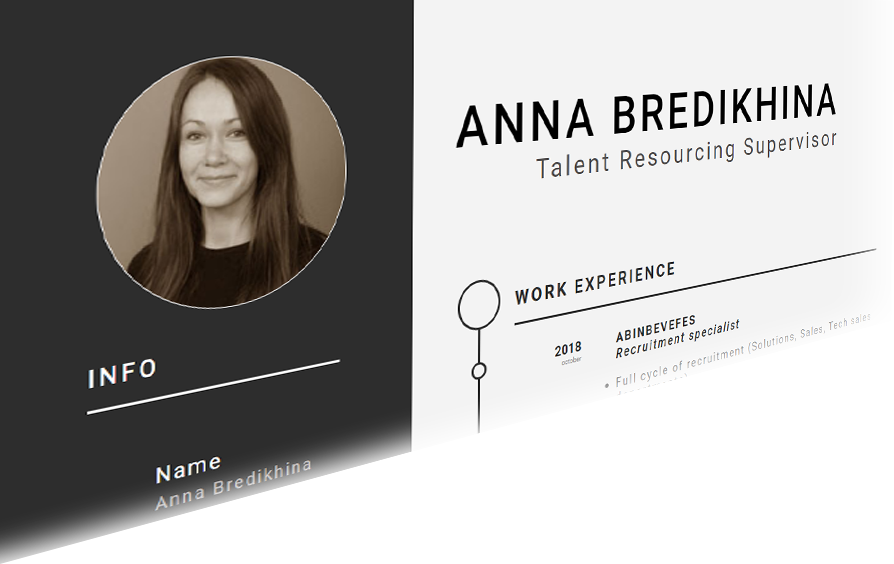 INFO
Name
Anna Bredikhina
ANNA BREDIKHINA
Talent Resourcing Supervisor
WORK EXPERIENCE
2018
october
ABINBEVEFES
Recruitment specialist
• Full cycle of recruitment (Solutions, Sales, Tech sales